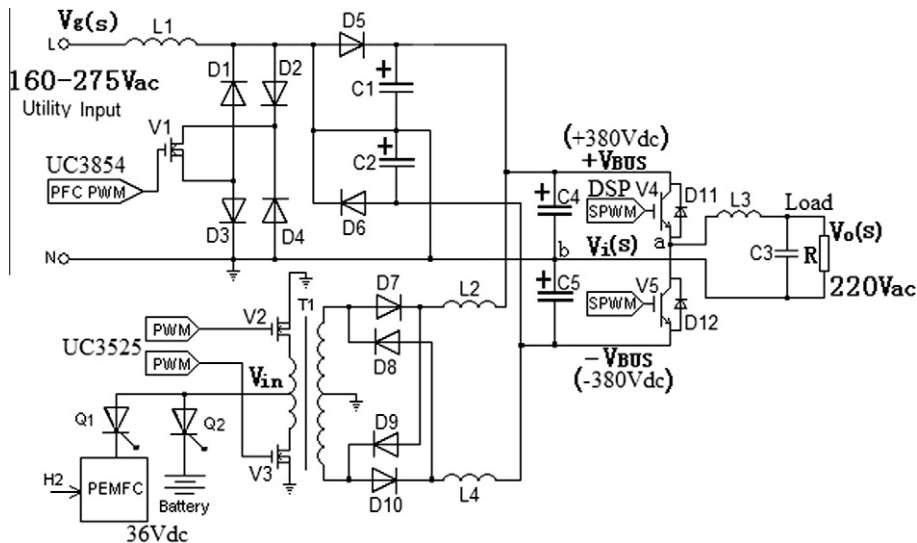 Vg(s)
L
L1
D5
160-275Vac
Utility Input
D1
D2
C1
V1
UC3854
PFC PWM
C2
(+380Vdc)
+VBUS
D3
D4
D6
C4
DSP
V4
D11
SPWM
L3
Load
a
N
b
Vi(s)
C3
R
Vo(s)
220Vac
D7
L2
C5
V5
SPWM
D12
T1
PWM
V2
D8
UC3525
PWM
Vin
-VBUS
(-380Vdc)
Q1
Q2
D9
V3
H2
PEMFC
Battery
D10
L4
36Vdc